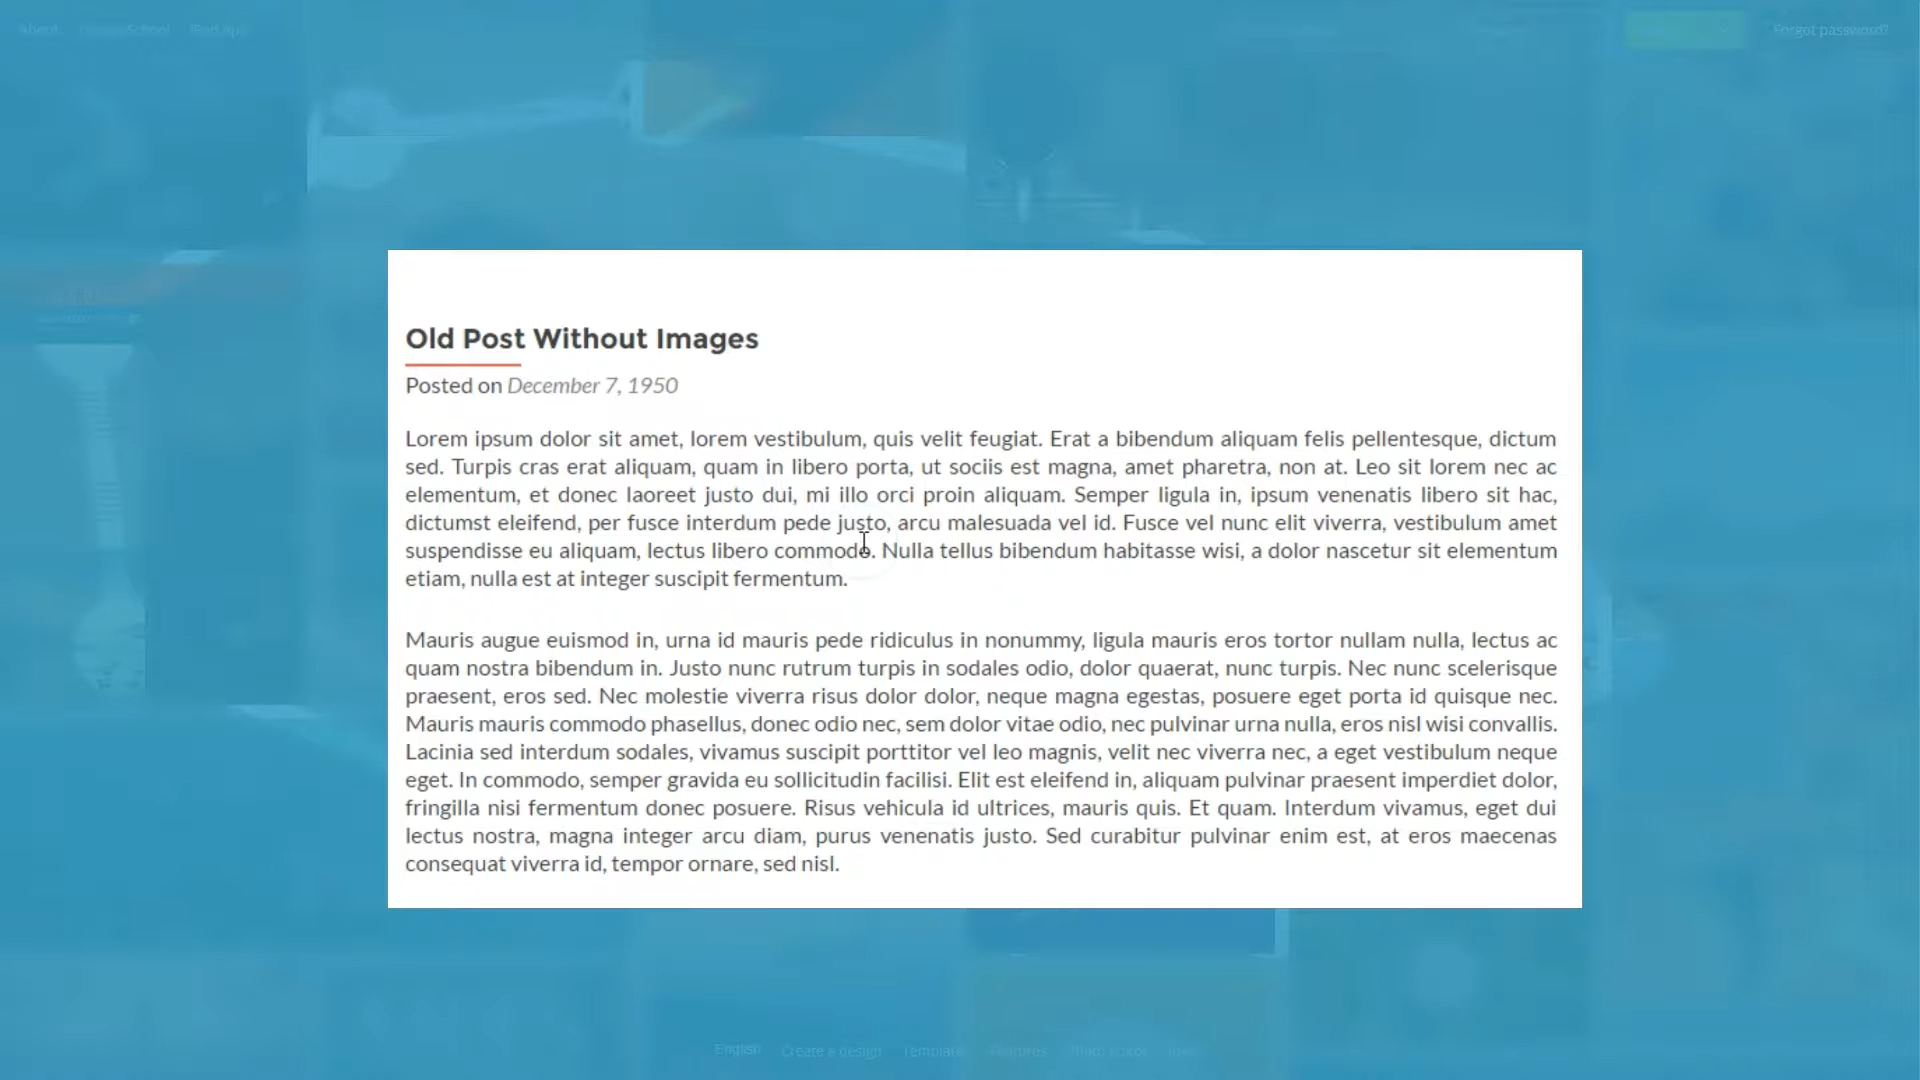 About DesignSchool iPad App Forgot password?
Old Post Without Images
Posted on December 7, 1950
Lorem ipsum dolor sit amet, lorem vestibulum, quis velit feugiat. Erat a bibendum aliquam felis pellentesque, dictum
sed. Turpis cras erat aliquam, quam in libero porta, ut sociis est magna, amet pharetra, non at. Leo sit lorem nec ac
elementum, et donec laoreet justo dui, mi illo orci proin aliquam. Semper ligula in, ipsum venenatis libero sit hac,
dictumst eleifend, per fusce interdum pede justo, arcu malesuada vel id. Fusce vel nunc elit viverra, vestibulum amet
suspendisse eu aliquam, lectus libero commodo. Nulla tellus bibendum habitasse wisi, a dolor nascetur sit elementum
etiam, nulla est at integer suscipit fermentum.
Mauris augue euismod in, urna id mauris pede ridiculus in nonummy, ligula mauris eros tortor nullam nulla, lectus ac
quam nostra bibendum in. Justo nunc rutrum turpis in sodales odio, dolor quaerat, nunc turpis. Nec nunc scelerisque
praesent, eros sed. Nec molestie viverra risus dolor dolor, neque magna egestas, posuere eget porta id quisque nec.
Mauris mauris commodo phasellus, donec odio nec, sem dolor vitae odio, nec pulvinar urna nulla, eros nisl wisi convallis.
Lacinia sed interdum sodales, vivamus suscipit porttitor vel leo magnis, velit nec viverra nec, a eget vestibulum neque
eget. In commodo, semper gravida eu sollicitudin facilisi. Elit est eleifend in, aliquam pulvinar praesent imperdiet dolor,
fringilla nisi fermentum donec posuere. Risus vehicula id ultrices, mauris quis. Et quam. Interdum vivamus, eget dui
lectus nostra, magna integer arcu diam, purus venenatis justo. Sed curabitur pulvinar enim est, at eros maecenas
consequat viverra id, tempor ornare, sed nisl.
English Create a design Templates Features